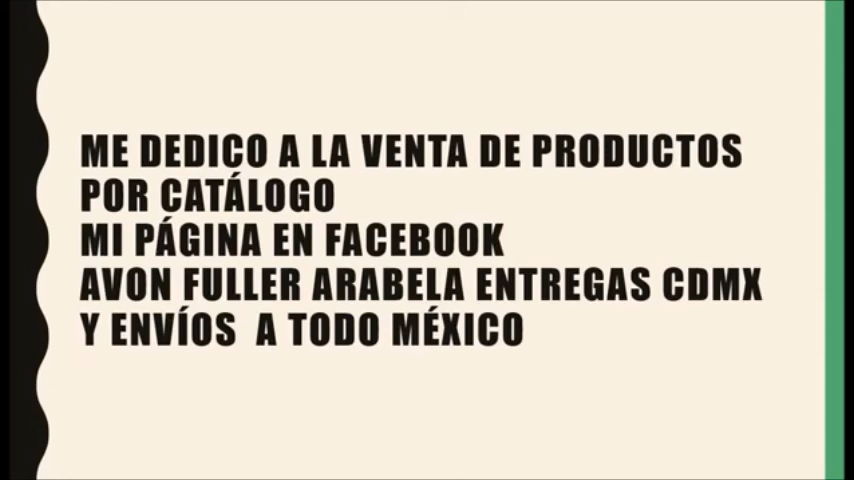 ME DEDICO A LA VENTA DE PRODUCTOS
POR CATÁLOGO
MI PÁGINA EN FACEBOOK
AVON FULLER ARABELA ENTREGAS CDMX
Y ENVÍOS A TODO MÉXICO